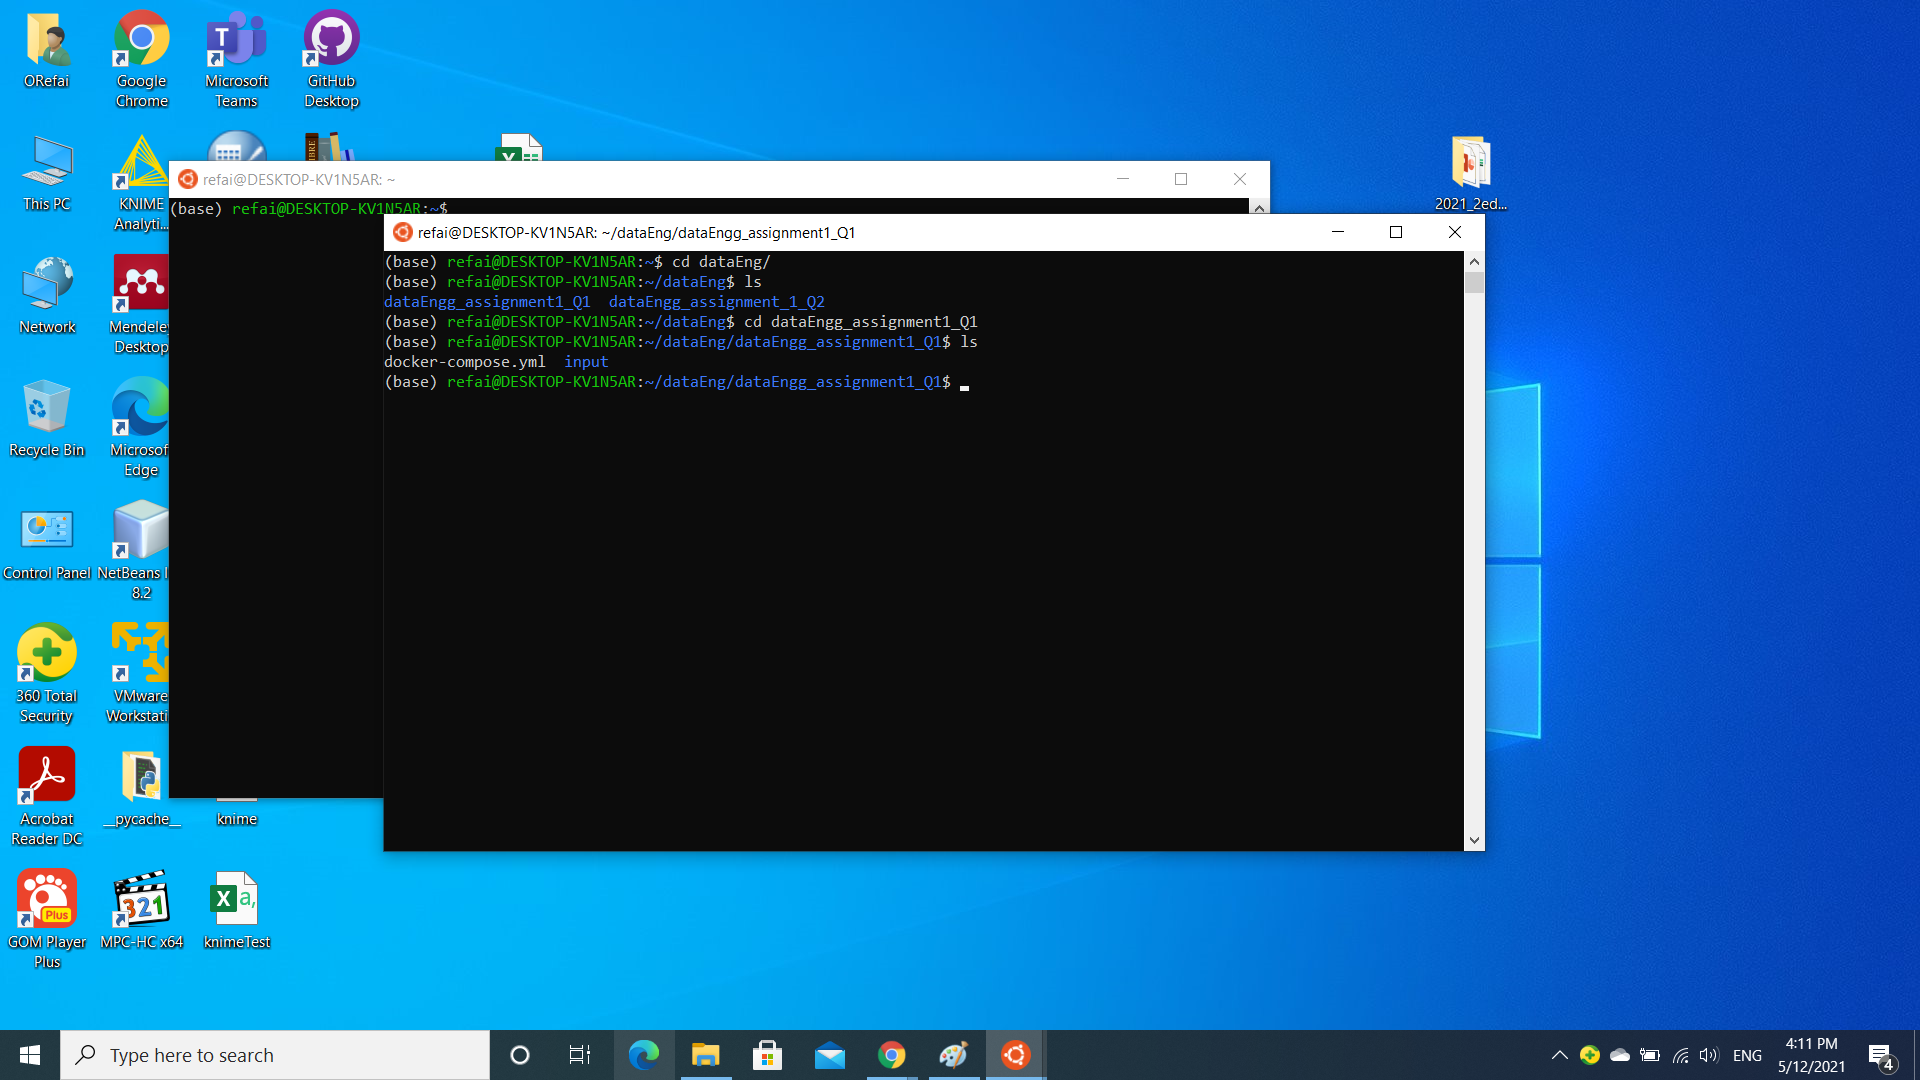 ORefai
Google Chrome
Microsoft Teams
GitHub Desktop
This PC
KNIME Analyti...
2021_2ed...
Network
Mendeley Desktop
Recycle Bin
Microsof Edge
Control Panel
NetBeans I 8.2
360 Total Security
VMware Workstati
Acrobat Reader DC
__pycache__
knime
Plus
GOM Player Plus
321
MPC-HC x64
X a,
knimeTest
refai@DESKTOP-KV1N5AR: ~
(base) refai@DESKTOP-KV1N5AR:~$
refai@DESKTOP-KV1N5AR: ~/dataEng/dataEngg_assignment1_Q1
(base) refai@DESKTOP-KV1N5AR:~$ cd dataEng/
(base) refai@DESKTOP-KV1N5AR:~/dataEng$ ls
dataEngg_assignment1_Q1  dataEngg_assignment_1_Q2
(base) refai@DESKTOP-KV1N5AR:~/dataEng$ cd dataEngg_assignment1_Q1
(base) refai@DESKTOP-KV1N5AR:~/dataEng/dataEngg_assignment1_Q1$ ls
docker-compose.yml  input
(base) refai@DESKTOP-KV1N5AR:~/dataEng/dataEngg_assignment1_Q1$
Type here to search
ENG
4:11 PM
5/12/2021
4